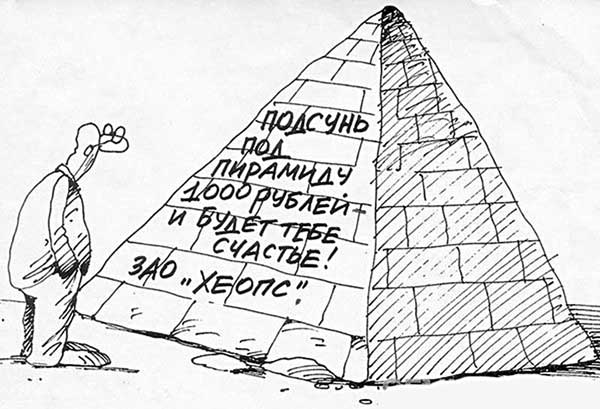 ПОДСУНЬ
ПОД
ПИРАМИДУ
1000 РУБЛЕЙ -
И БУДЕТ ТЕБЕ
СЧАСТЬЕ!
ЗАО „ХЕОПС".